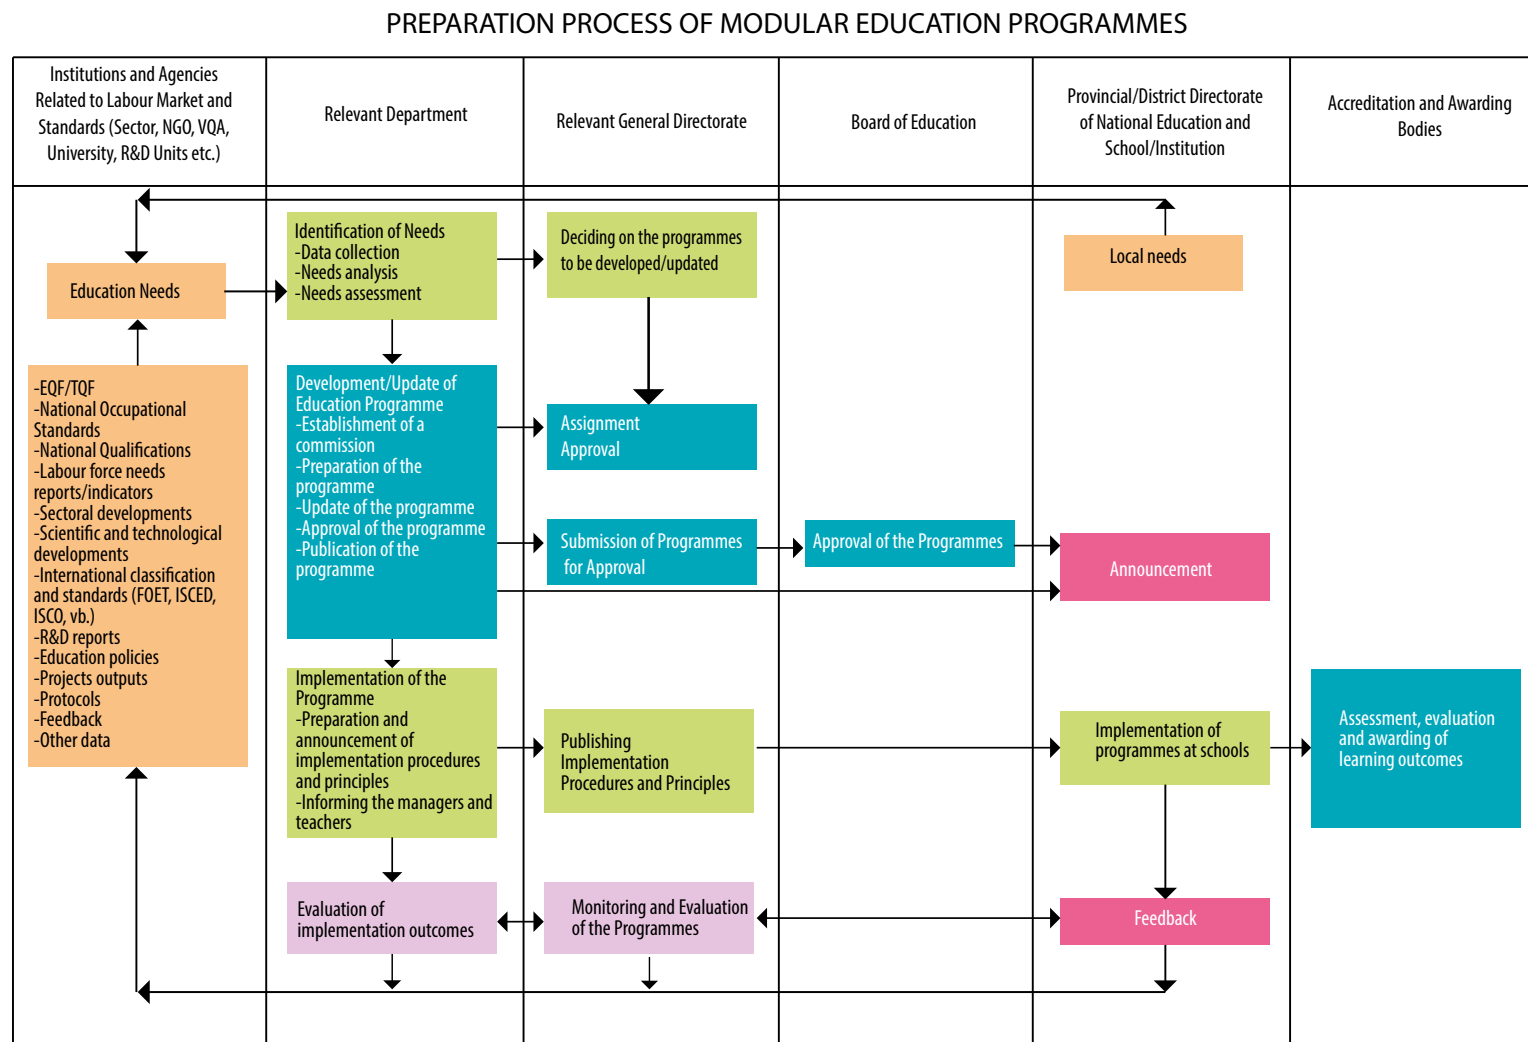 PREPARATION PROCESS OF MODULAR EDUCATION PROGRAMMES
Institutions and Agencies
Related to Labour Market and
Standards (Sector, NGO, VQA,
University, R&D Units etc.)
Relevant Department
Relevant General Directorate
Board of Education
Provincial/District Directorate
of National Education and
School/Institution
Accreditation and Awarding
Bodies
Education Needs
Identification of Needs
-Data collection
-Needs analysis
-Needs assessment
Deciding on the programmes
to be developed/updated
Local needs
-EQF/TQF
-National Occupational
Standards
-National Qualifications
-Labour force needs
reports/indicators
-Sectoral developments
-Scientific and technological
developments
-International classification
and standards (FOET, ISCED,
ISCO, vb.)
-R&D reports
-Education policies
-Projects outputs
-Protocols
-Feedback
-Other data
Development/Update of
Education Programme
-Establishment of a
commission
-Preparation of the
programme
-Update of the programme
-Approval of the programme
-Publication of the
programme
Assignment
Approval
Submission of Programmes
for Approval
Approval of the Programmes
Announcement
Implementation of the
Programme
-Preparation and
announcement of
implementation procedures
and principles
-Informing the managers and
teachers
Publishing
Implementation
Procedures and Principles
Implementation of
programmes at schools
Assessment, evaluation
and awarding of
learning outcomes
Evaluation of
implementation outcomes
Monitoring and Evaluation
of the Programmes
Feedback